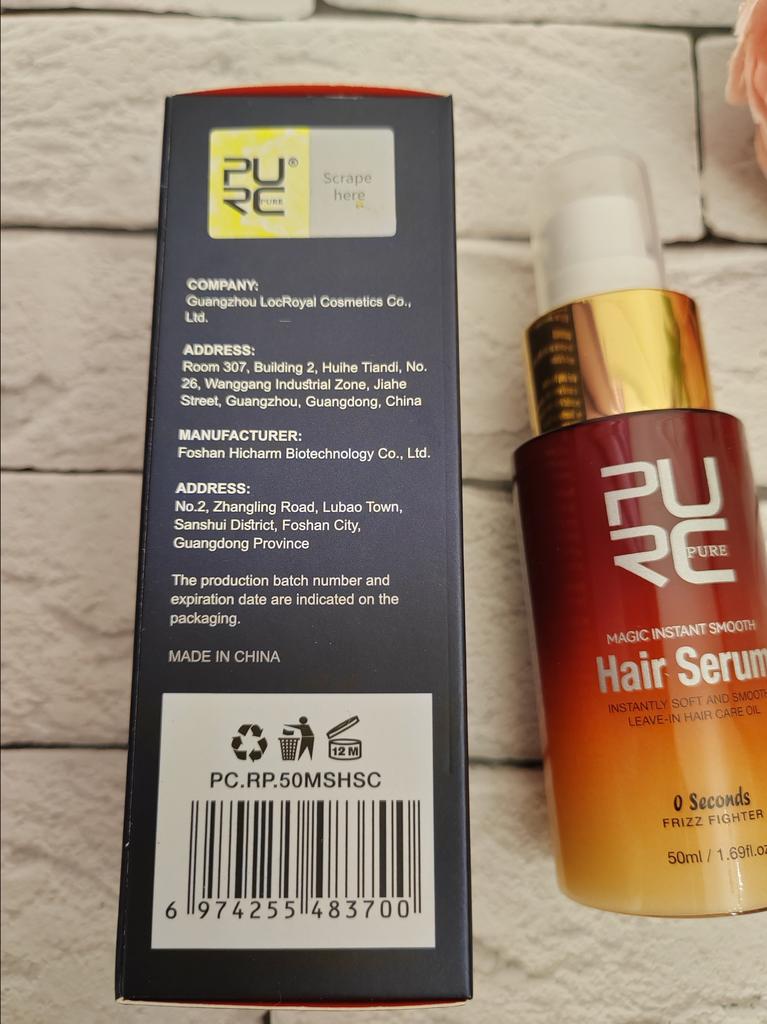 PURC®
PURE
Scrape
here
COMPANY:
Guangzhou LocRoyal Cosmetics Co.,
Ltd.
ADDRESS:
Room 307, Building 2, Huihe Tiandi, No.
26, Wanggang Industrial Zone, Jiahe
Street, Guangzhou, Guangdong, China
MANUFACTURER:
Foshan Hicharm Biotechnology Co., Ltd.
ADDRESS:
No.2, Zhangling Road, Lubao Town,
Sanshui District, Foshan City,
Guangdong Province
The production batch number and
expiration date are indicated on the
packaging.
MADE IN CHINA
12 M
PC.RP.50MSHSC
6 974255 483700
PURC
PURE
MAGIC INSTANT SMOOTH
Hair Serum
INSTANTLY SOFT AND SMOOTH
LEAVE-IN HAIR CARE OIL
0 Seconds
FRIZZ FIGHTER
50ml / 1.69fl.oz